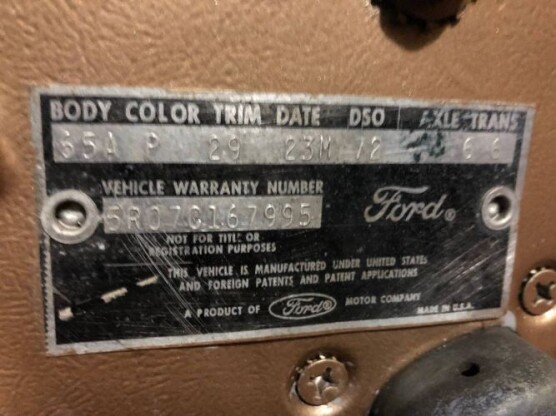 BODY COLOR TRIM DATE DSO AXLE TRANS
65A P 29 23M 72 6 6
VEHICLE WARRANTY NUMBER
5R07C167995
Ford®
NOT FOR TITLE OR
REGISTRATION PURPOSES
THIS VEHICLE IS MANUFACTURED UNDER UNITED STATES
AND FOREIGN PATENTS AND PATENT APPLICATIONS
A PRODUCT OF Ford® MOTOR COMPANY MADE IN U.S.A.